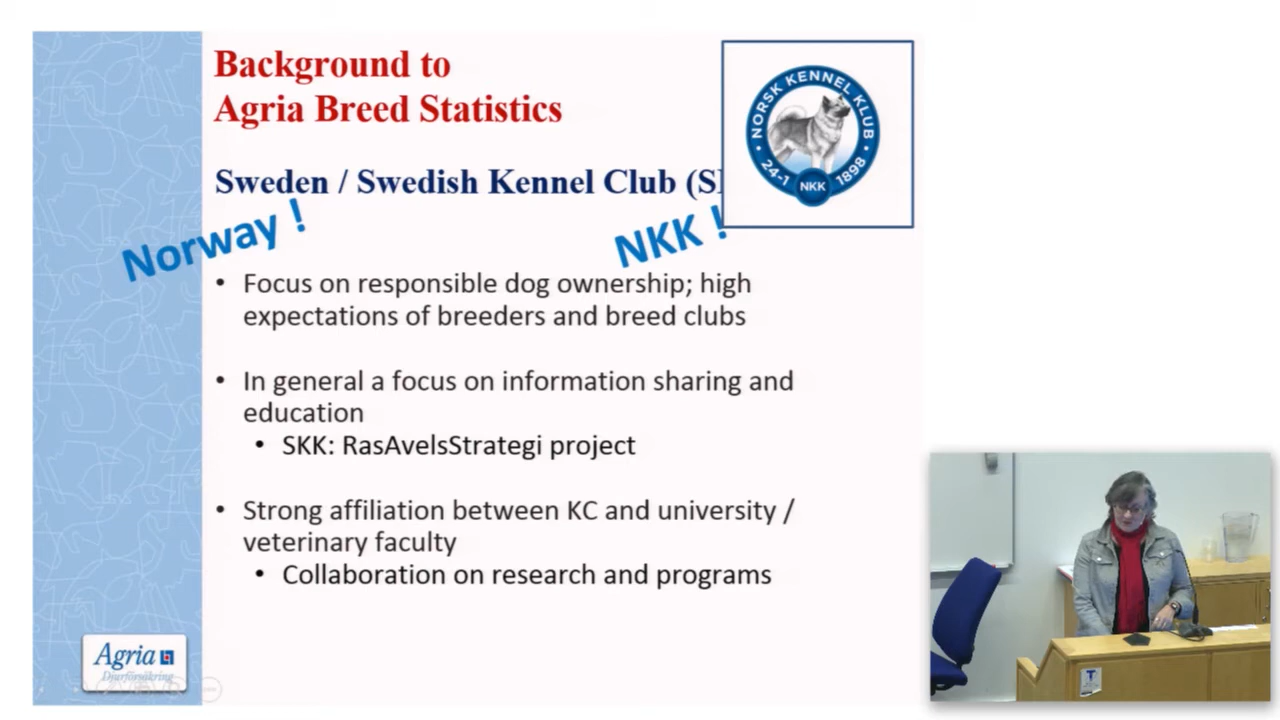 Background to
Agria Breed Statistics
NORSK KENNEL KLUB
24-1 1898
NKK
Sweden / Swedish Kennel Club
Norway !
NKK !
• Focus on responsible dog ownership; high
expectations of breeders and breed clubs
• In general a focus on information sharing and
education
• SKK: RasAvelsStrategi project
• Strong affiliation between KC and university /
veterinary faculty
• Collaboration on research and programs
Agria
Djurförsäkring
T